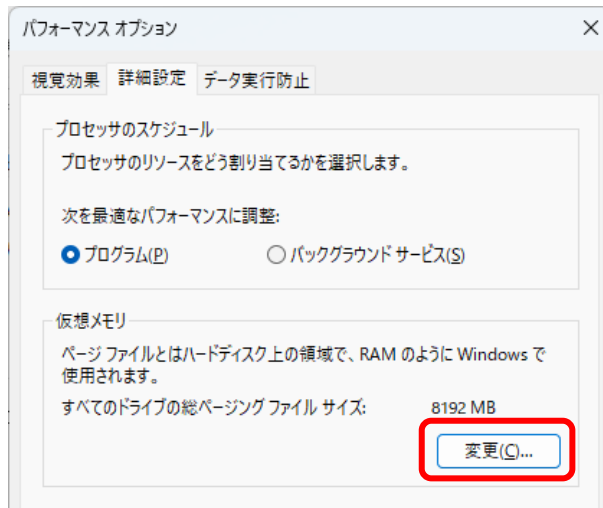 パフォーマンス オプション
視覚効果 詳細設定 データ実行防止
プロセッサのスケジュール
プロセッサのリソースをどう割り当てるかを選択します。
次を最適なパフォーマンスに調整:
プログラム(P) バックグラウンド サービス(S)
仮想メモリ
ページ ファイルとはハードディスク上の領域で、RAM のように Windows で
使用されます。
すべてのドライブの総ページング ファイル サイズ: 8192 MB
変更(C)...